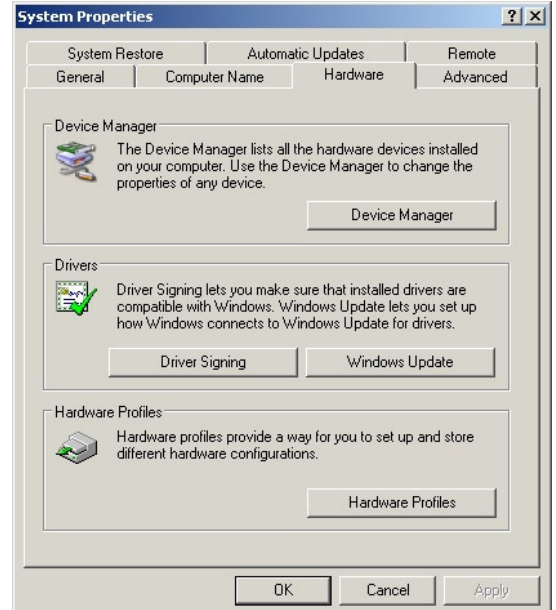 System Properties
System Restore Automatic Updates Remote
General Computer Name Hardware Advanced
Device Manager
The Device Manager lists all the hardware devices installed
on your computer. Use the Device Manager to change the
properties of any device.
Device Manager
Drivers
Driver Signing lets you make sure that installed drivers are
compatible with Windows. Windows Update lets you set up
how Windows connects to Windows Update for drivers.
Driver Signing Windows Update
Hardware Profiles
Hardware profiles provide a way for you to set up and store
different hardware configurations.
Hardware Profiles
OK Cancel Apply